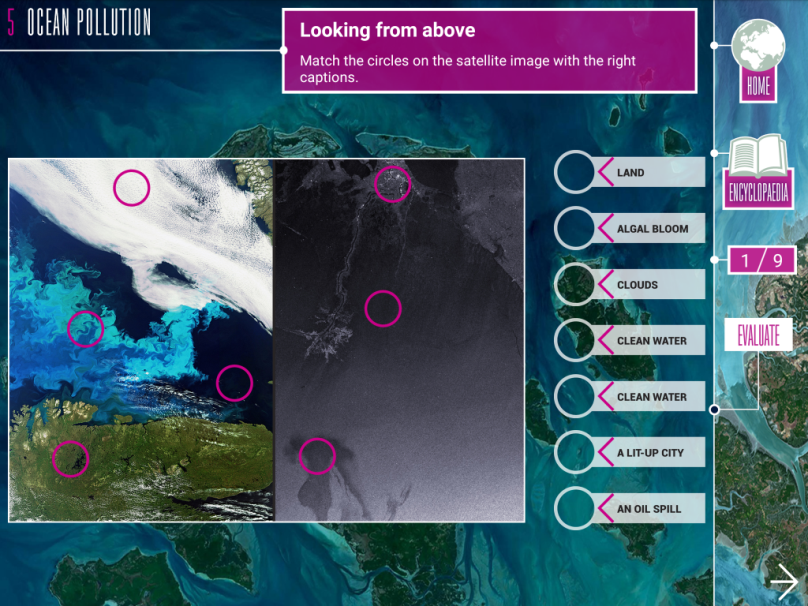 5 OCEAN POLLUTION
Looking from above
Match the circles on the satellite image with the right
captions.
HOME
ENCYCLOPAEDIA
1 / 9
EVALUATE
LAND
ALGAL BLOOM
CLOUDS
CLEAN WATER
CLEAN WATER
A LIT-UP CITY
AN OIL SPILL